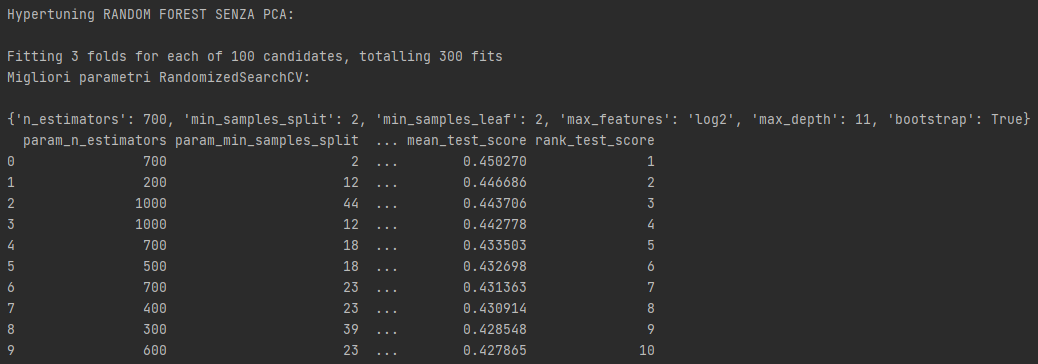 Hypertuning RANDOM FOREST SENZA PCA:
Fitting 3 folds for each of 100 candidates, totalling 300 fits
Migliori parametri RandomizedSearchCV:
{'n_estimators': 700, 'min_samples_split': 2, 'min_samples_leaf': 2, 'max_features': 'log2', 'max_depth': 11, 'bootstrap': True}
param_n_estimators param_min_samples_split ... mean_test_score rank_test_score
0 700 2 ... 0.450270 1
1 200 12 ... 0.446686 2
2 1000 44 ... 0.443706 3
3 1000 12 ... 0.442778 4
4 700 18 ... 0.433503 5
5 500 18 ... 0.432698 6
6 700 23 ... 0.431363 7
7 400 23 ... 0.430914 8
8 300 39 ... 0.428548 9
9 600 23 ... 0.427865 10